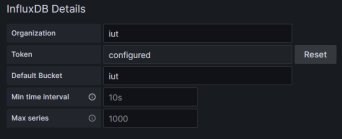 InfluxDB Details
Organization iut
Token configured Reset
Default Bucket iut
Min time interval 10s
Max series 1000